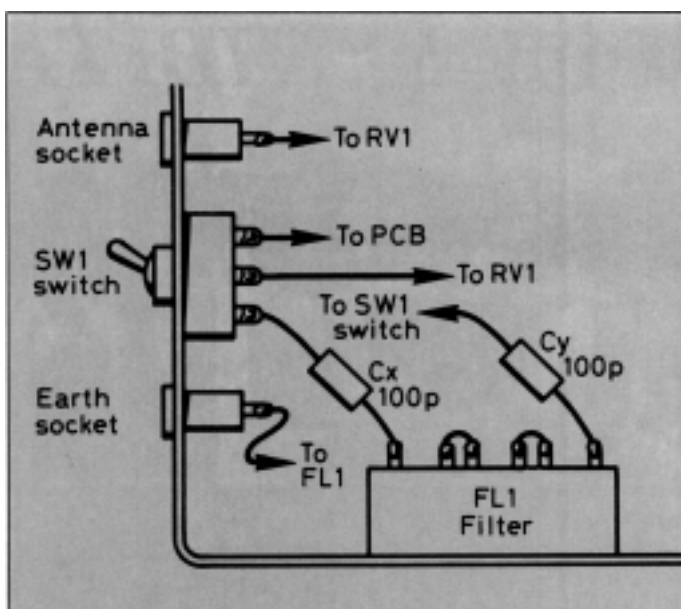 Antenna
socket
To RV1
To PCB
SW1
switch
To RV1
To SW1
switch
Cy
100p
Cx
100p
Earth
socket
To
FL1
FL1
Filter